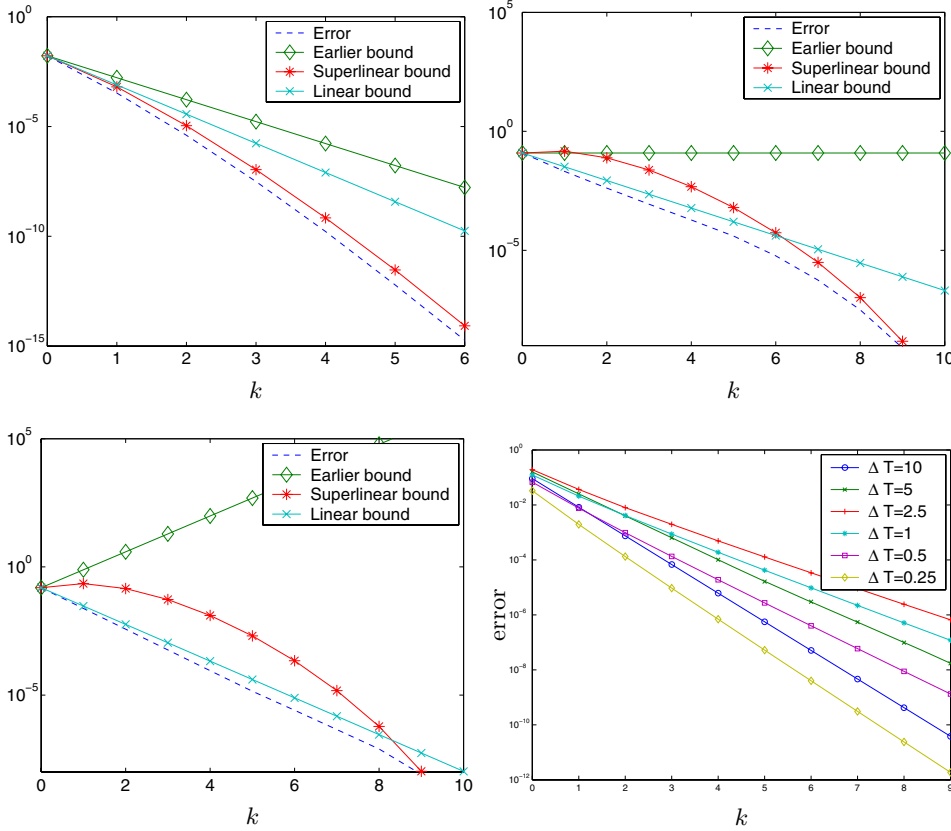 10^0
10^-5
10^-10
10^-15
0 1 2 3 4 5 6
k
Error
Earlier bound
Superlinear bound
Linear bound
10^5
10^0
10^-5
0 2 4 6 8 10
k
Error
Earlier bound
Superlinear bound
Linear bound
10^5
10^0
10^-5
0 2 4 6 8 10
k
Error
Earlier bound
Superlinear bound
Linear bound
10^0
10^-2
10^-4
10^-6
10^-8
10^-10
10^-12
error
0 1 2 3 4 5 6 7 8 9
k
Δ T=10
Δ T=5
Δ T=2.5
Δ T=1
Δ T=0.5
Δ T=0.25